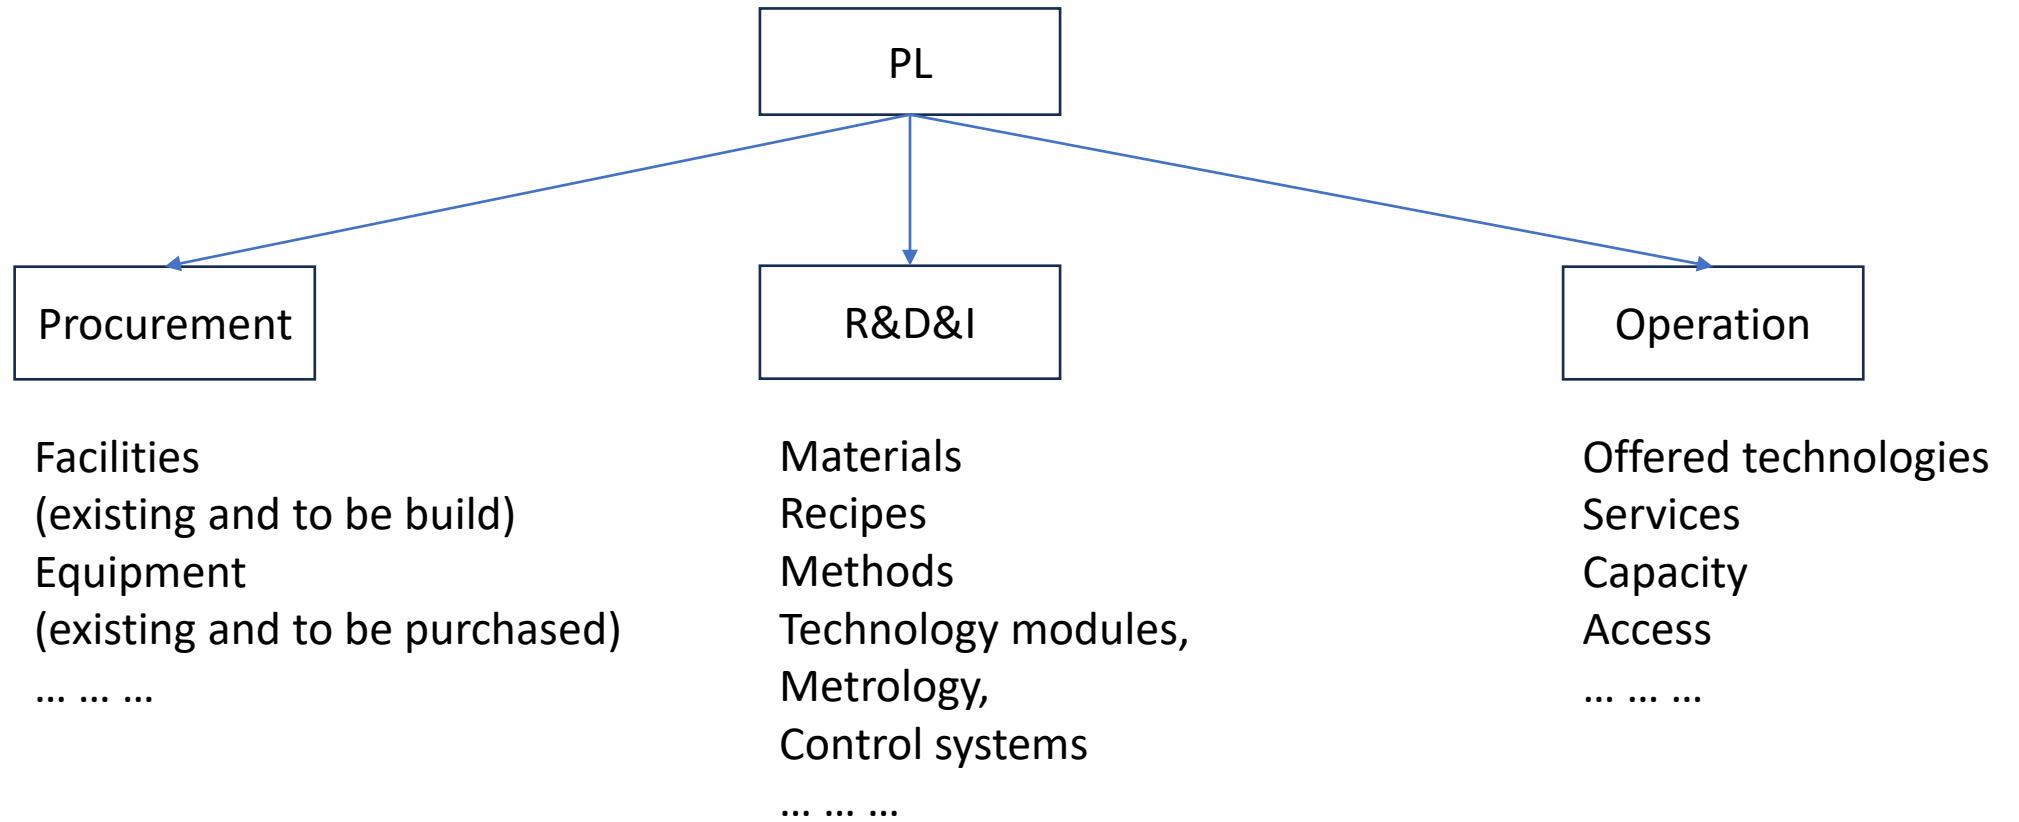 PL
Procurement
R&D&I
Operation
Facilities
(existing and to be build)
Equipment
(existing and to be purchased)
... ... ...
Materials
Recipes
Methods
Technology modules,
Metrology,
Control systems
... ... ...
Offered technologies
Services
Capacity
Access
... ... ...